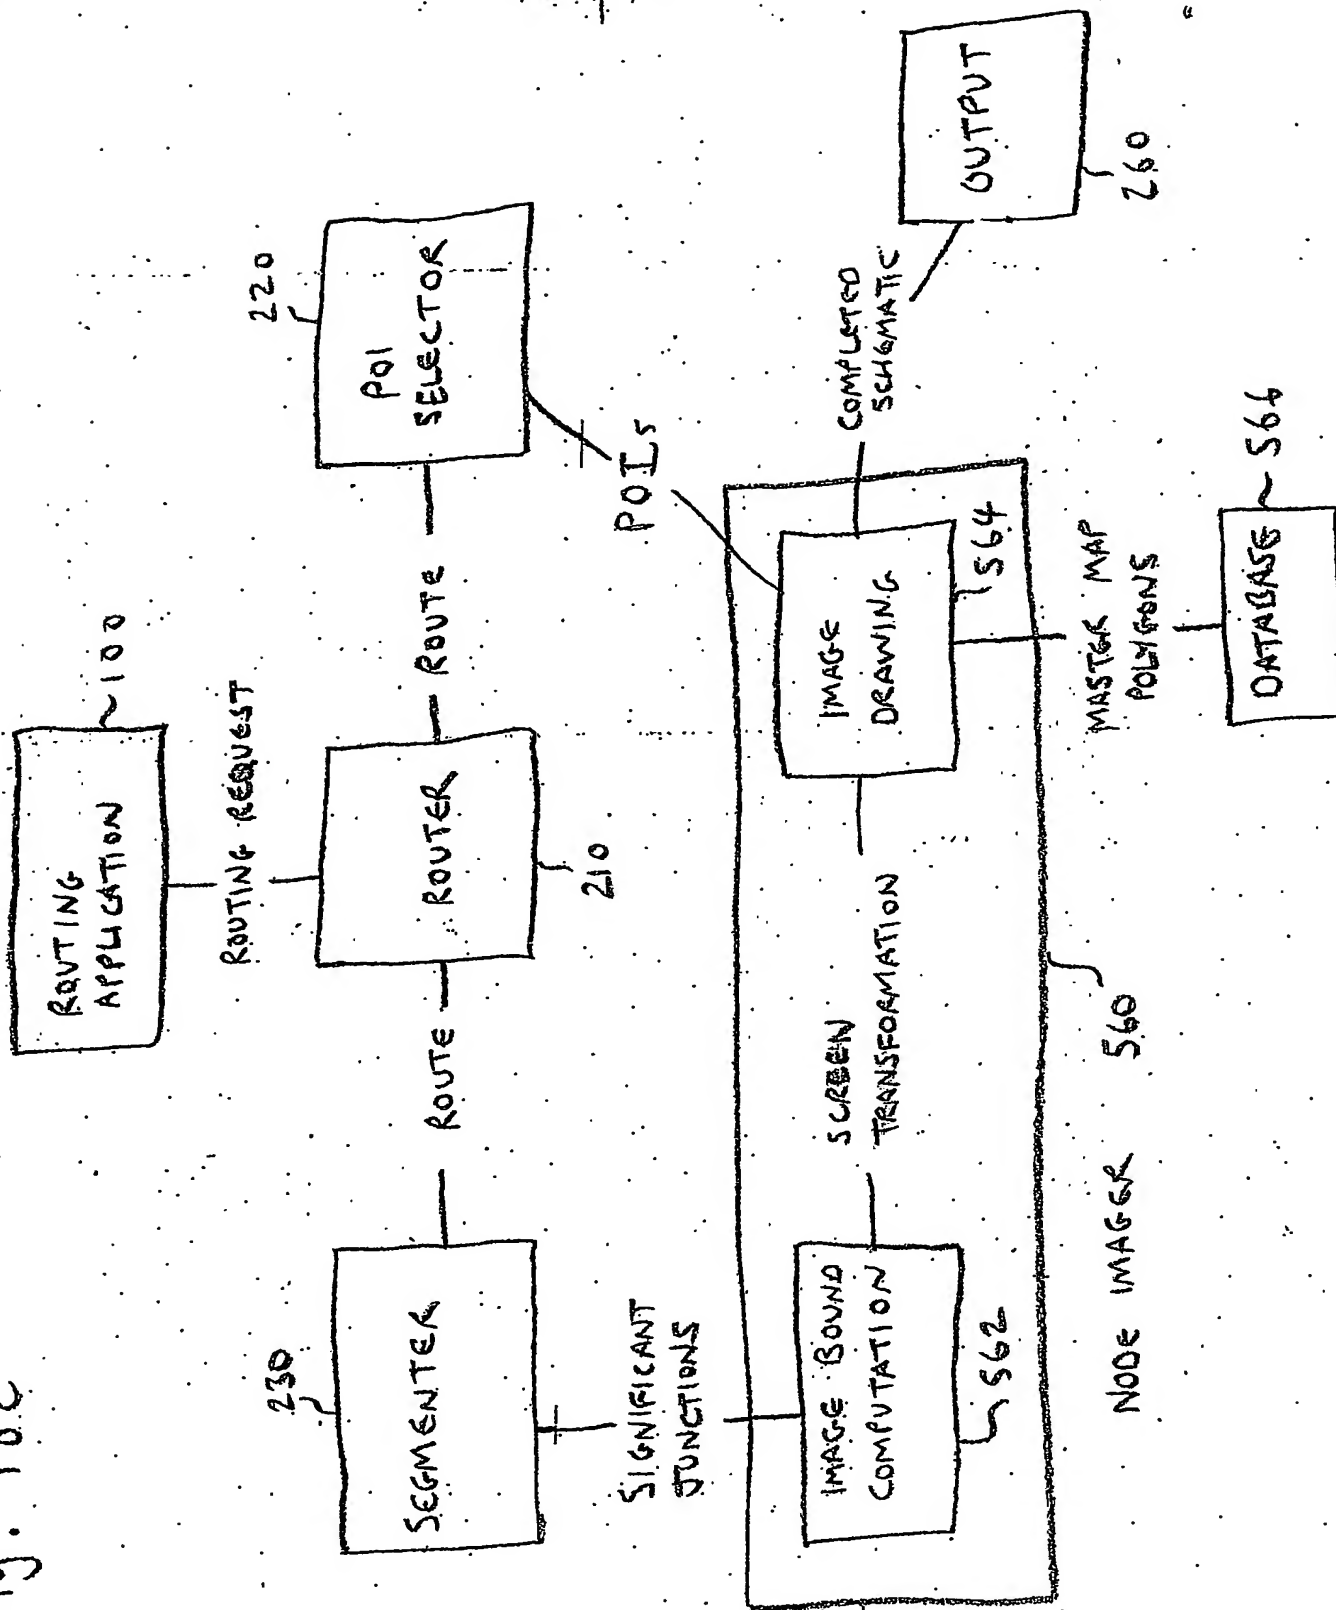 ROUTING
APPLICATION
100
ROUTING REQUEST
230
SEGMENTER
ROUTE
ROUTER
210
ROUTE
220
POI
SELECTOR
SIGNIFICANT
JUNCTIONS
POIs
IMAGE BOUND
COMPUTATION
562
SCREEN
TRANSFORMATION
IMAGE
DRAWING
564
COMPLETED
SCHEMATIC
OUTPUT
260
NODE IMAGER 560
MASTER MAP
POLYGONS
DATABASE
566